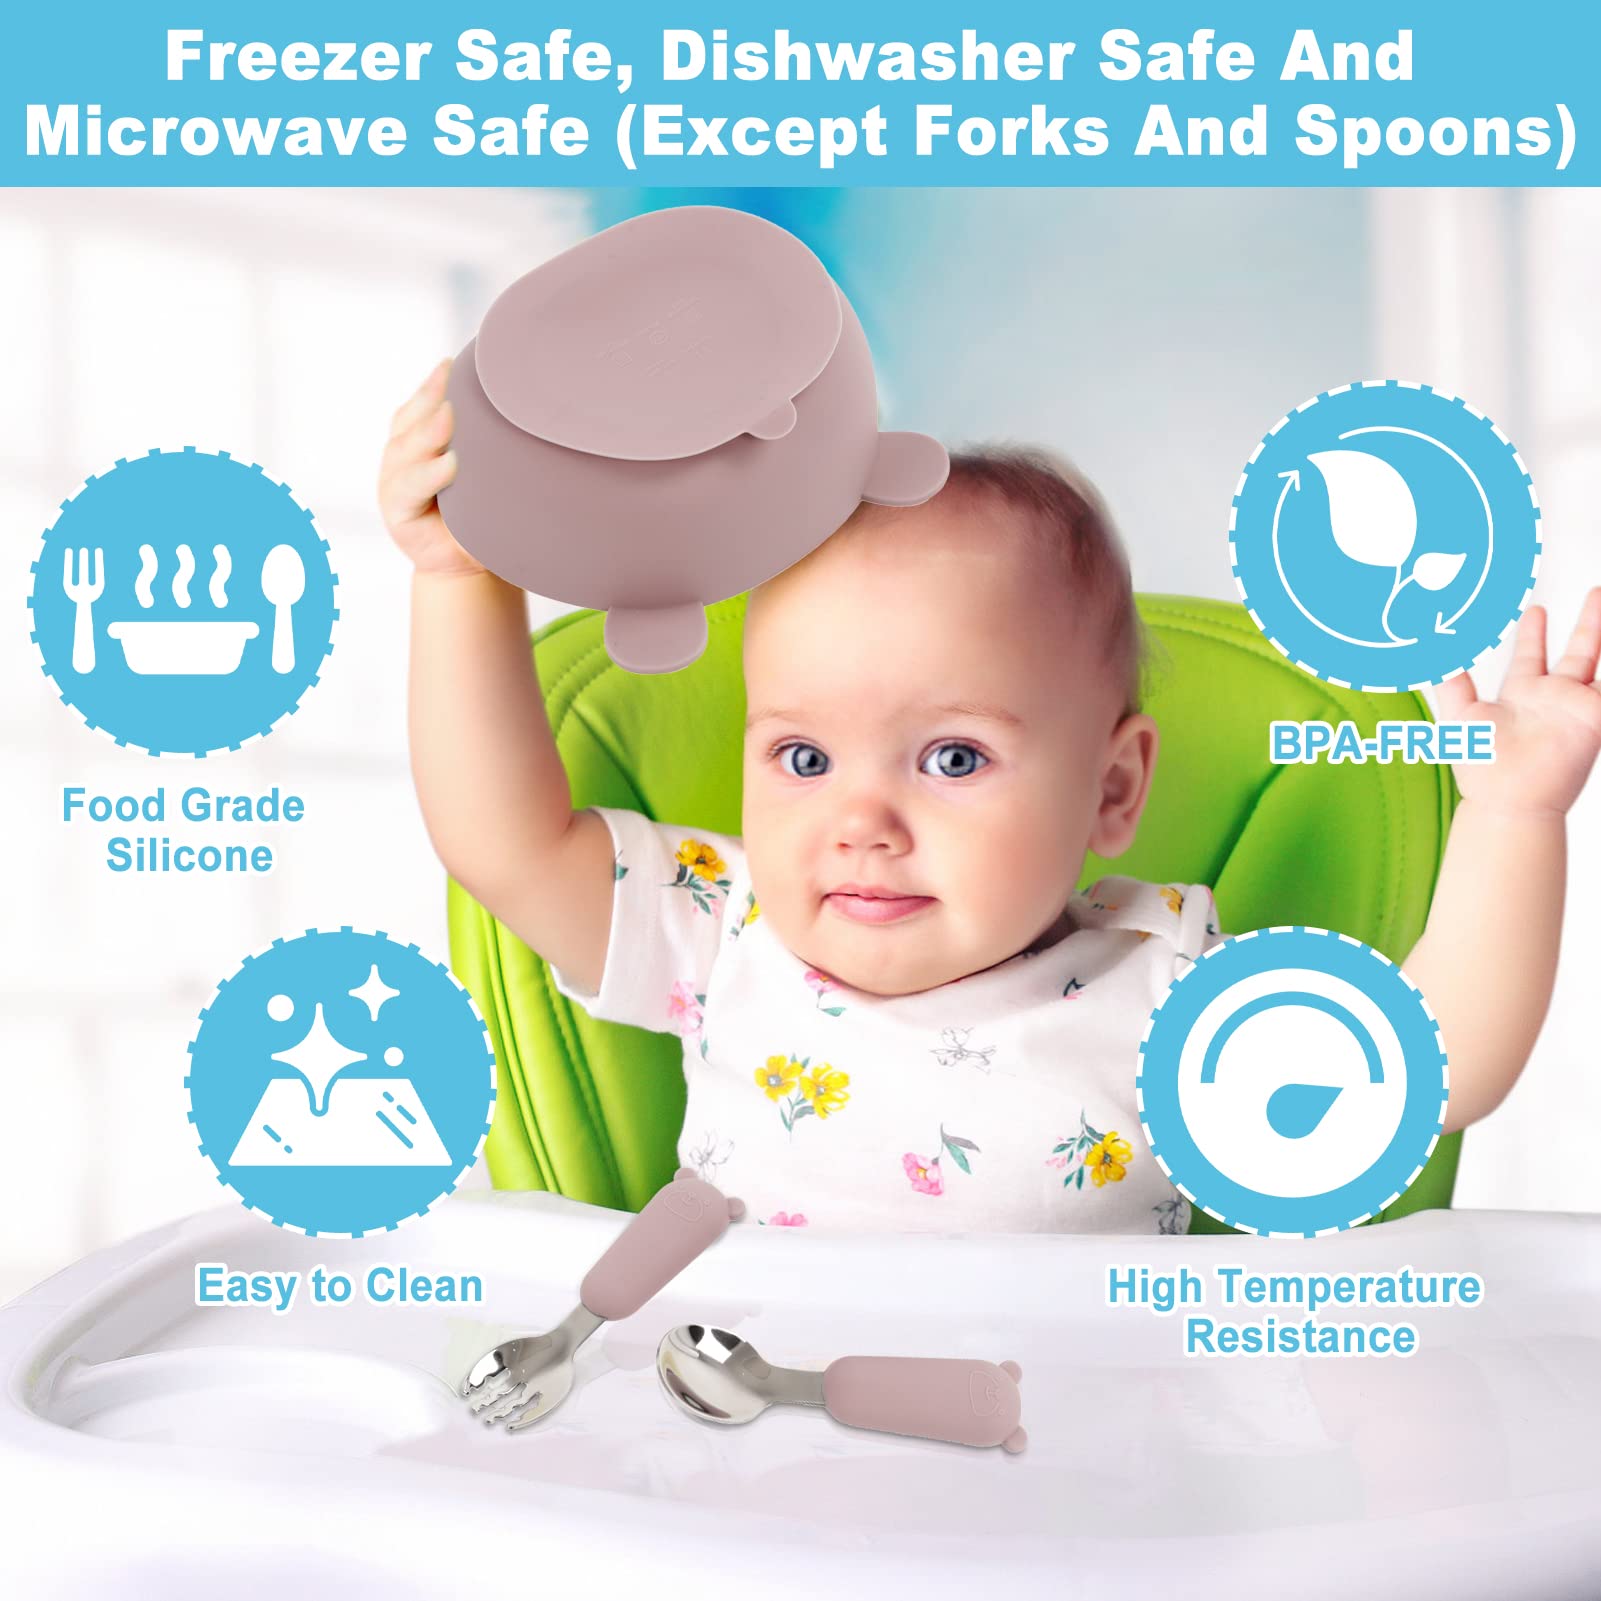 Freezer Safe, Dishwasher Safe And
Microwave Safe (Except Forks And Spoons)
Food Grade
Silicone
BPA-FREE
Easy to Clean
High Temperature
Resistance